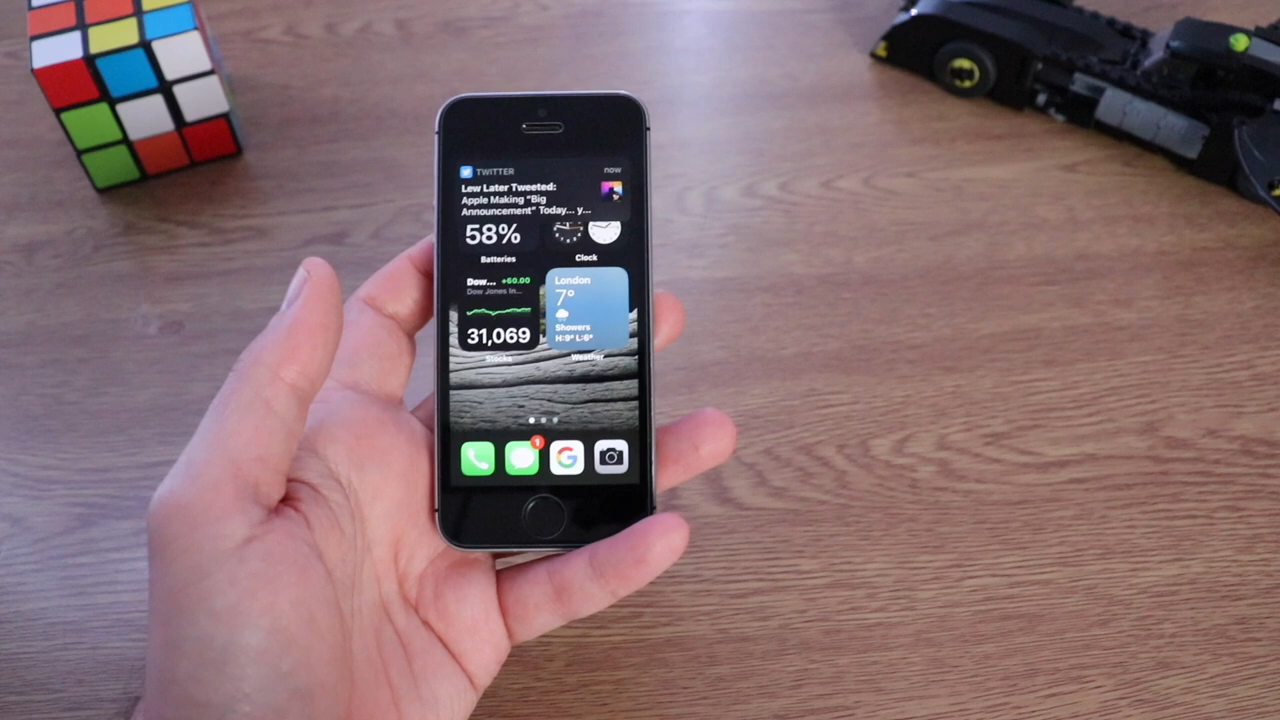 TWITTER now
Lew Later Tweeted:
Apple Making "Big
Announcement" Today... y...
58%
Batteries Clock
Dow... +60.00
Dow Jones In...
31,069
Stocks
London
7°
Showers
H:9° L:6°
Weather
1
G